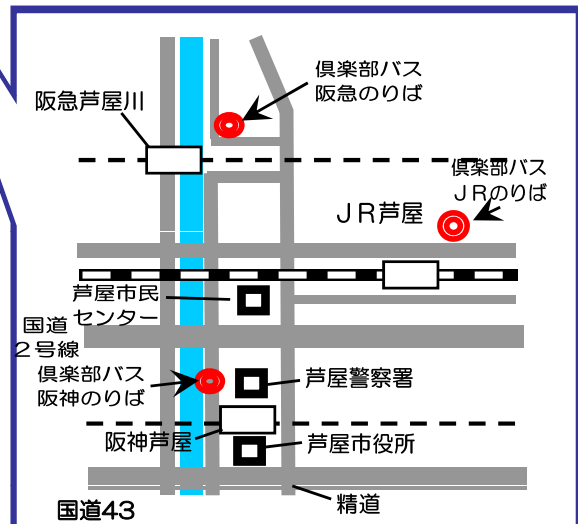 倶楽部バス
阪急のりば
阪急芦屋川
倶楽部バス
ＪＲのりば
ＪＲ芦屋
芦屋市民
センター
国道
２号線
倶楽部バス
阪神のりば
芦屋警察署
阪神芦屋
芦屋市役所
精道
国道43